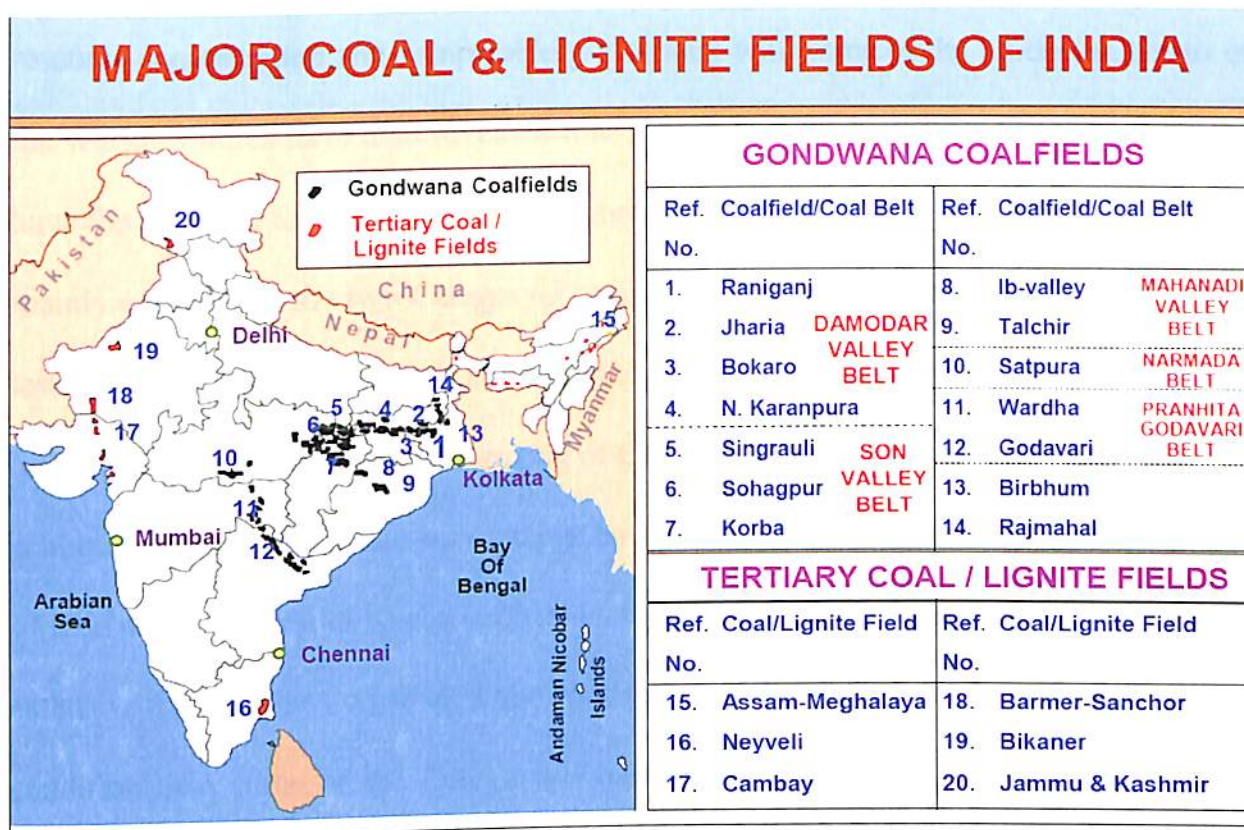 MAJOR COAL & LIGNITE FIELDS OF INDIA
Gondwana Coalfields
Tertiary Coal /
Lignite Fields
Pakistan
China
Nepal
Myanmar
Delhi
Kolkata
Mumbai
Chennai
Arabian
Sea
Bay
Of
Bengal
Andaman Nicobar
Islands
20
19
18
17
15
14
5
4
2
6
13
3
1
7
8
10
9
11
12
16
GONDWANA COALFIELDS
Ref. Coalfield/Coal Belt
No.
1. Raniganj
2. Jharia
3. Bokaro
4. N. Karanpura
DAMODAR
VALLEY
BELT
5. Singrauli
6. Sohagpur
7. Korba
SON
VALLEY
BELT
Ref. Coalfield/Coal Belt
No.
8. Ib-valley
9. Talchir
MAHANADI
VALLEY
BELT
10. Satpura
NARMADA
BELT
11. Wardha
12. Godavari
PRANHITA
GODAVARI
BELT
13. Birbhum
14. Rajmahal
TERTIARY COAL / LIGNITE FIELDS
Ref. Coal/Lignite Field
No.
15. Assam-Meghalaya
16. Neyveli
17. Cambay
Ref. Coal/Lignite Field
No.
18. Barmer-Sanchor
19. Bikaner
20. Jammu & Kashmir